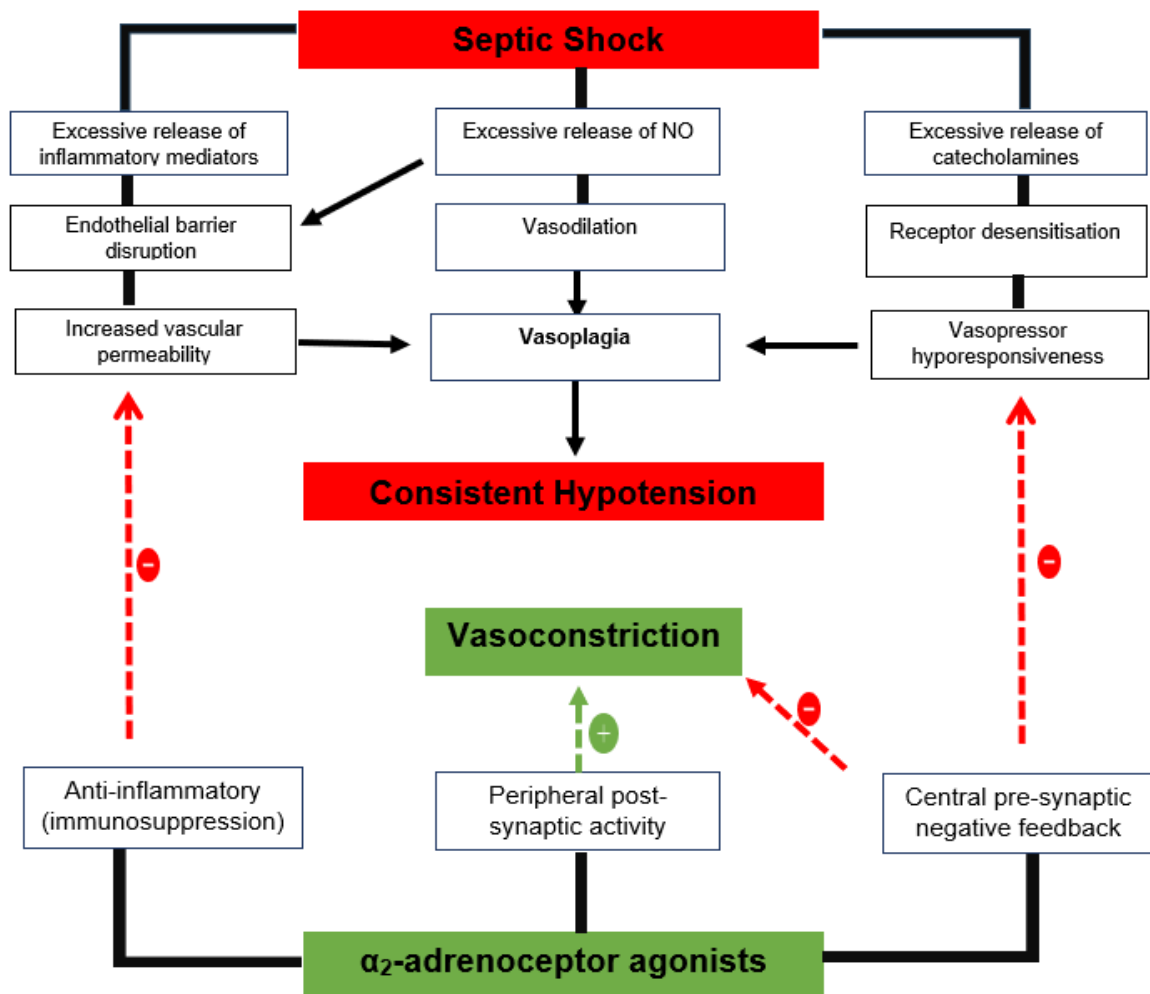 Septic Shock
Excessive release of
inflammatory mediators
Excessive release of NO
Excessive release of
catecholamines
Endothelial barrier
disruption
Vasodilation
Receptor desensitisation
Increased vascular
permeability
Vasoplagia
Vasopressor
hyporesponsiveness
Consistent Hypotension
-
-
Vasoconstriction
-
+
Anti-inflammatory
(immunosuppression)
Peripheral post-
synaptic activity
Central pre-synaptic
negative feedback
α₂-adrenoceptor agonists